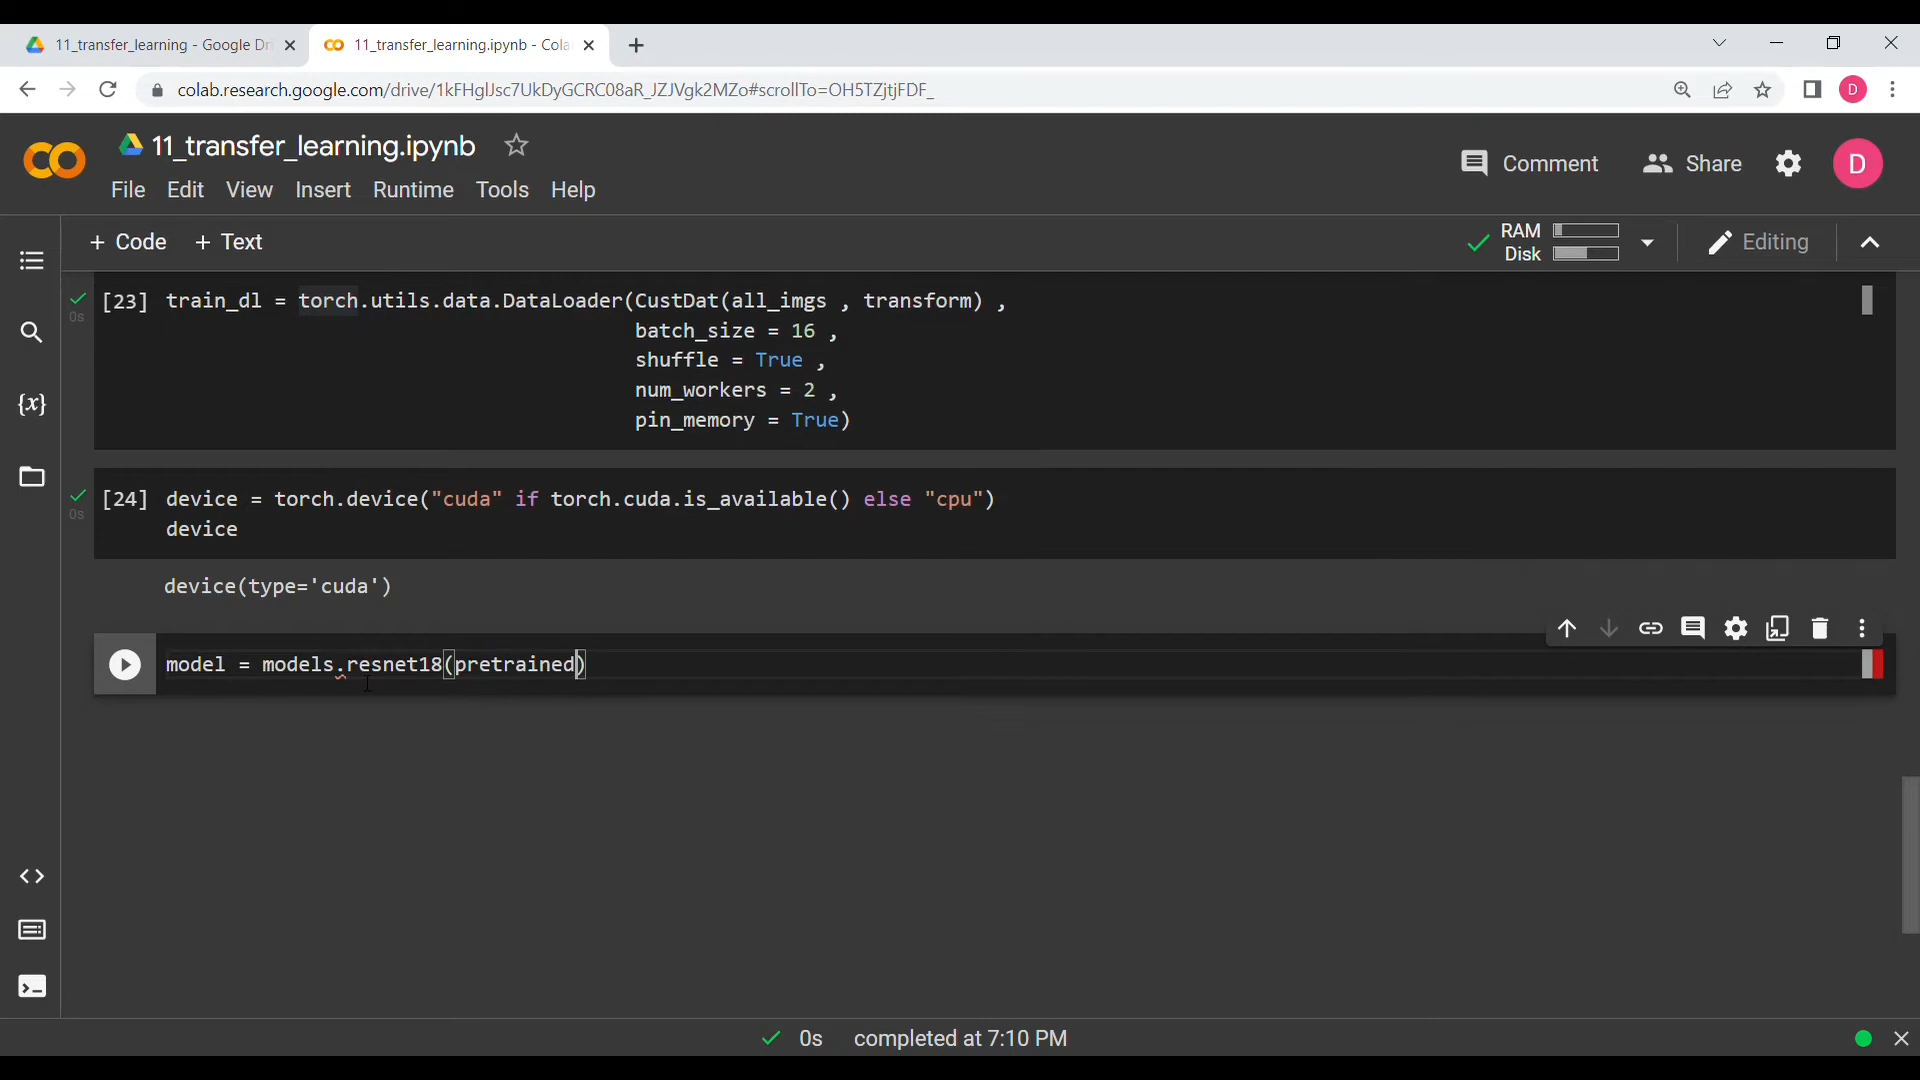 11_transfer_learning - Google Dri
11_transfer_learning.ipynb - Cola
colab.research.google.com/drive/1kFHglJsc7UkDyGCRC08aR_JZJVgk2MZo#scrollTo=OH5TZjtjFDF_
D
11_transfer_learning.ipynb
Comment
Share
D
File Edit View Insert Runtime Tools Help
+ Code + Text
RAM
Disk
Editing
{x}
0s
[23] train_dl = torch.utils.data.DataLoader(CustDat(all_imgs , transform) ,
batch_size = 16 ,
shuffle = True ,
num_workers = 2 ,
pin_memory = True)
0s
[24] device = torch.device("cuda" if torch.cuda.is_available() else "cpu")
device
device(type='cuda')
model = models.resnet18(pretrained)
0s completed at 7:10 PM